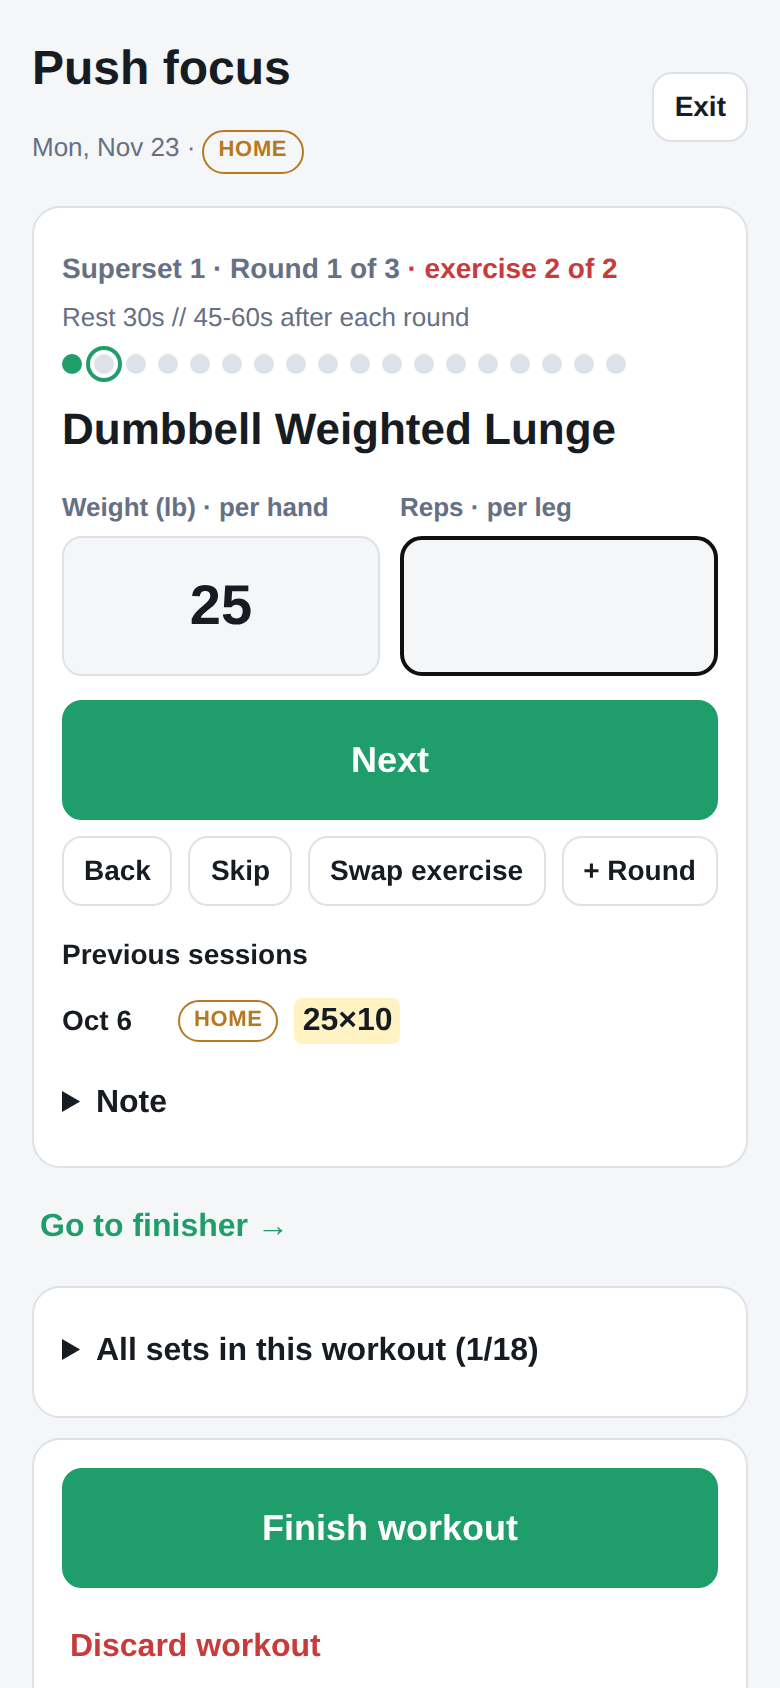 Push focus
Exit
Mon, Nov 23 · HOME
Superset 1 · Round 1 of 3 · exercise 2 of 2
Rest 30s // 45-60s after each round
Dumbbell Weighted Lunge
Weight (lb) · per hand
Reps · per leg
25
Next
Back
Skip
Swap exercise
+ Round
Previous sessions
Oct 6 HOME 25×10
Note
Go to finisher →
All sets in this workout (1/18)
Finish workout
Discard workout